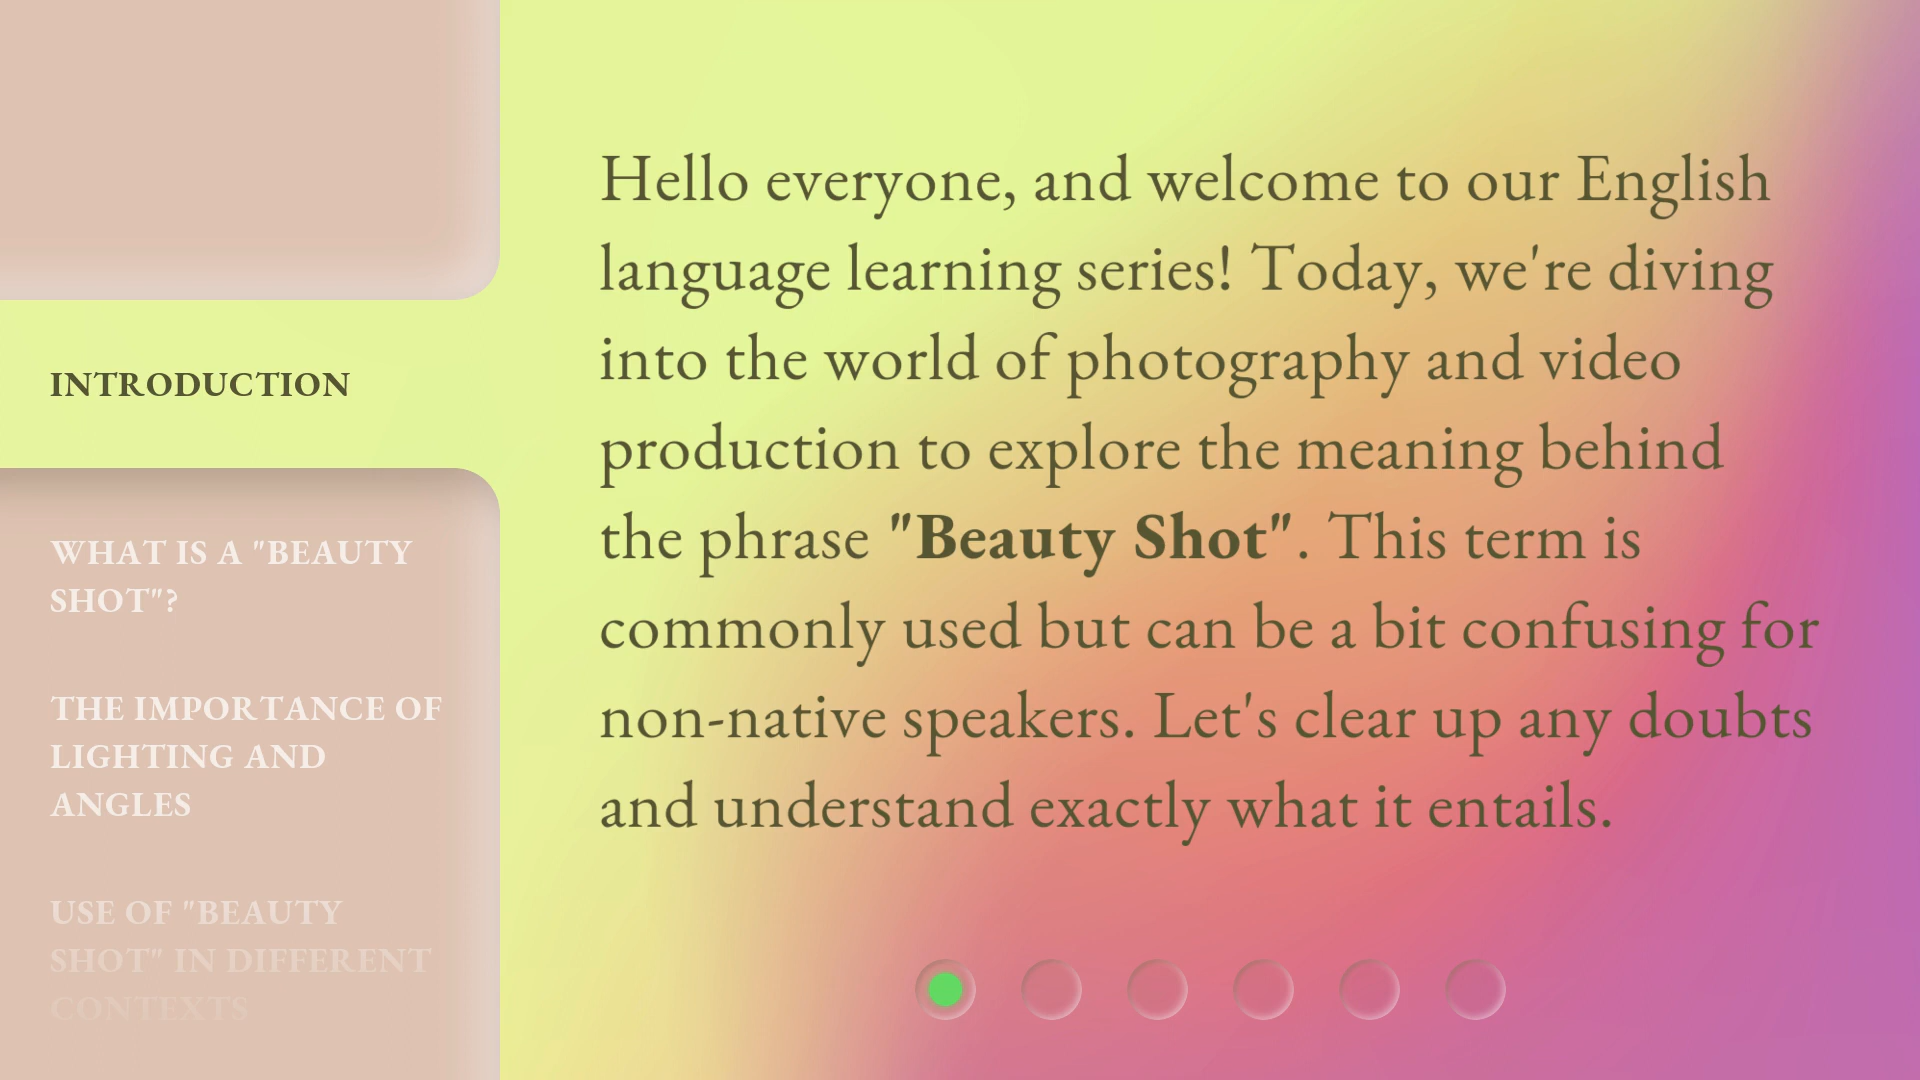 INTRODUCTION
WHAT IS A "BEAUTY
SHOT"?
THE IMPORTANCE OF
LIGHTING AND
ANGLES
USE OF "BEAUTY
SHOT" IN DIFFERENT
CONTEXTS
Hello everyone, and welcome to our English
language learning series! Today, we're diving
into the world of photography and video
production to explore the meaning behind
the phrase "Beauty Shot". This term is
commonly used but can be a bit confusing for
non-native speakers. Let's clear up any doubts
and understand exactly what it entails.